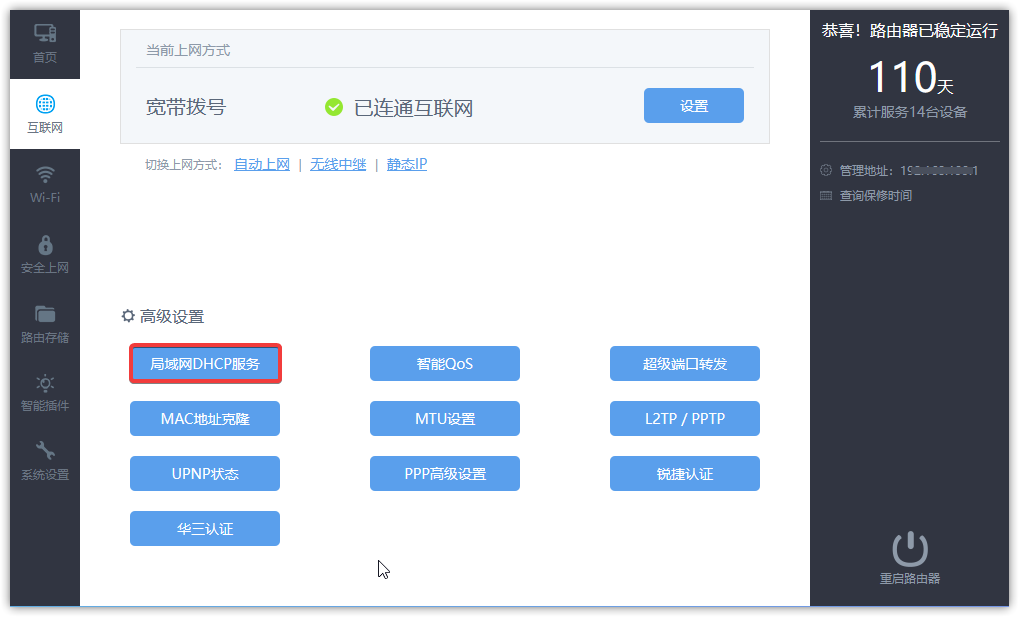 首页
互联网
Wi-Fi
安全上网
路由存储
智能插件
系统设置
当前上网方式
宽带拨号
已连通互联网
设置
切换上网方式： 自动上网 | 无线中继 | 静态IP
高级设置
局域网DHCP服务 智能QoS 超级端口转发
MAC地址克隆 MTU设置 L2TP / PPTP
UPNP状态 PPP高级设置 锐捷认证
华三认证
恭喜！路由器已稳定运行
110天
累计服务14台设备
管理地址：
查询保修时间
重启路由器